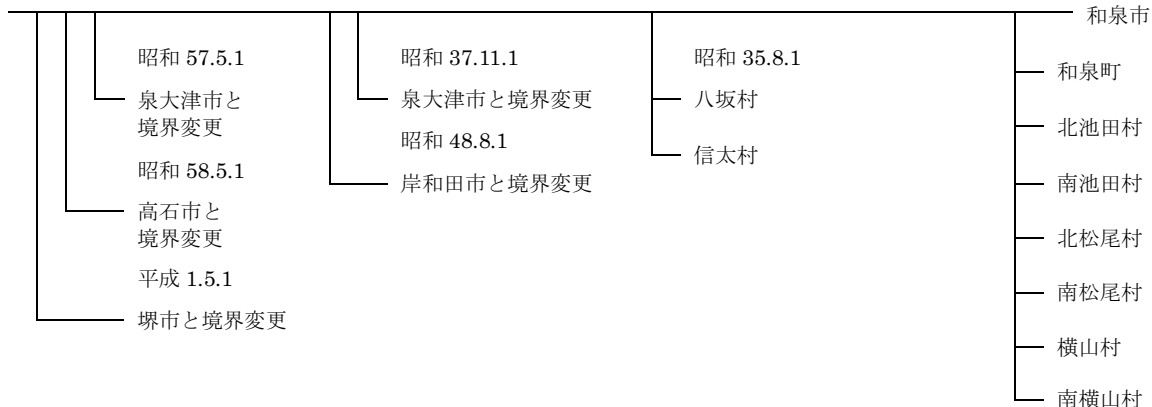 和泉市
昭和 57.5.1
泉大津市と
境界変更
昭和 58.5.1
高石市と
境界変更
平成 1.5.1
堺市と境界変更
昭和 37.11.1
泉大津市と境界変更
昭和 48.8.1
岸和田市と境界変更
昭和 35.8.1
八坂村
信太村
和泉町
北池田村
南池田村
北松尾村
南松尾村
横山村
南横山村